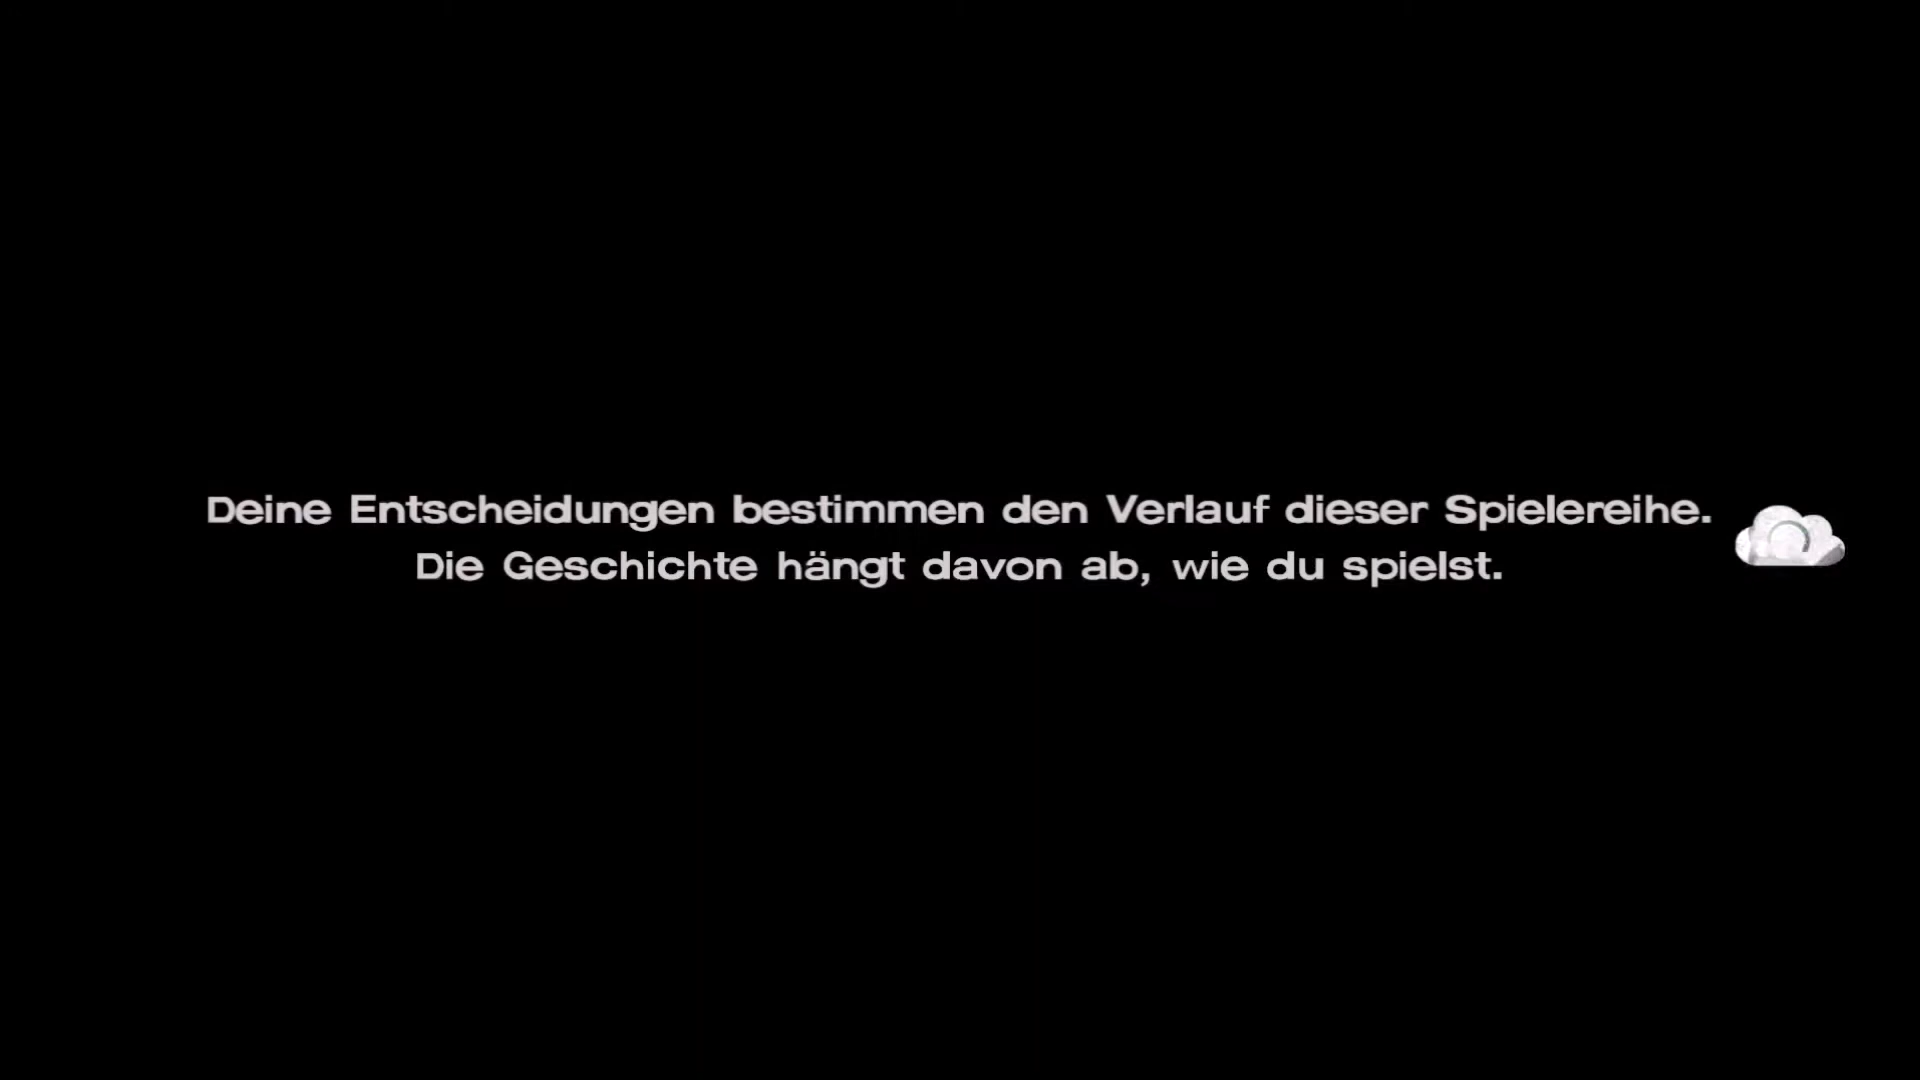 Deine Entscheidungen bestimmen den Verlauf dieser Spielereihe.
Die Geschichte hängt davon ab, wie du spielst.